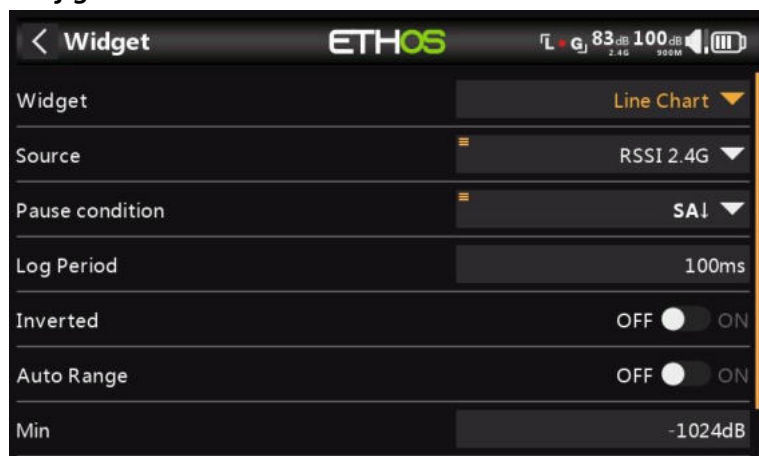 Widget ETHOS L G 83dB 2.4G 100dB 900M
Widget Line Chart
Source RSSI 2.4G
Pause condition SA↓
Log Period 100ms
Inverted OFF ON
Auto Range OFF ON
Min -1024dB